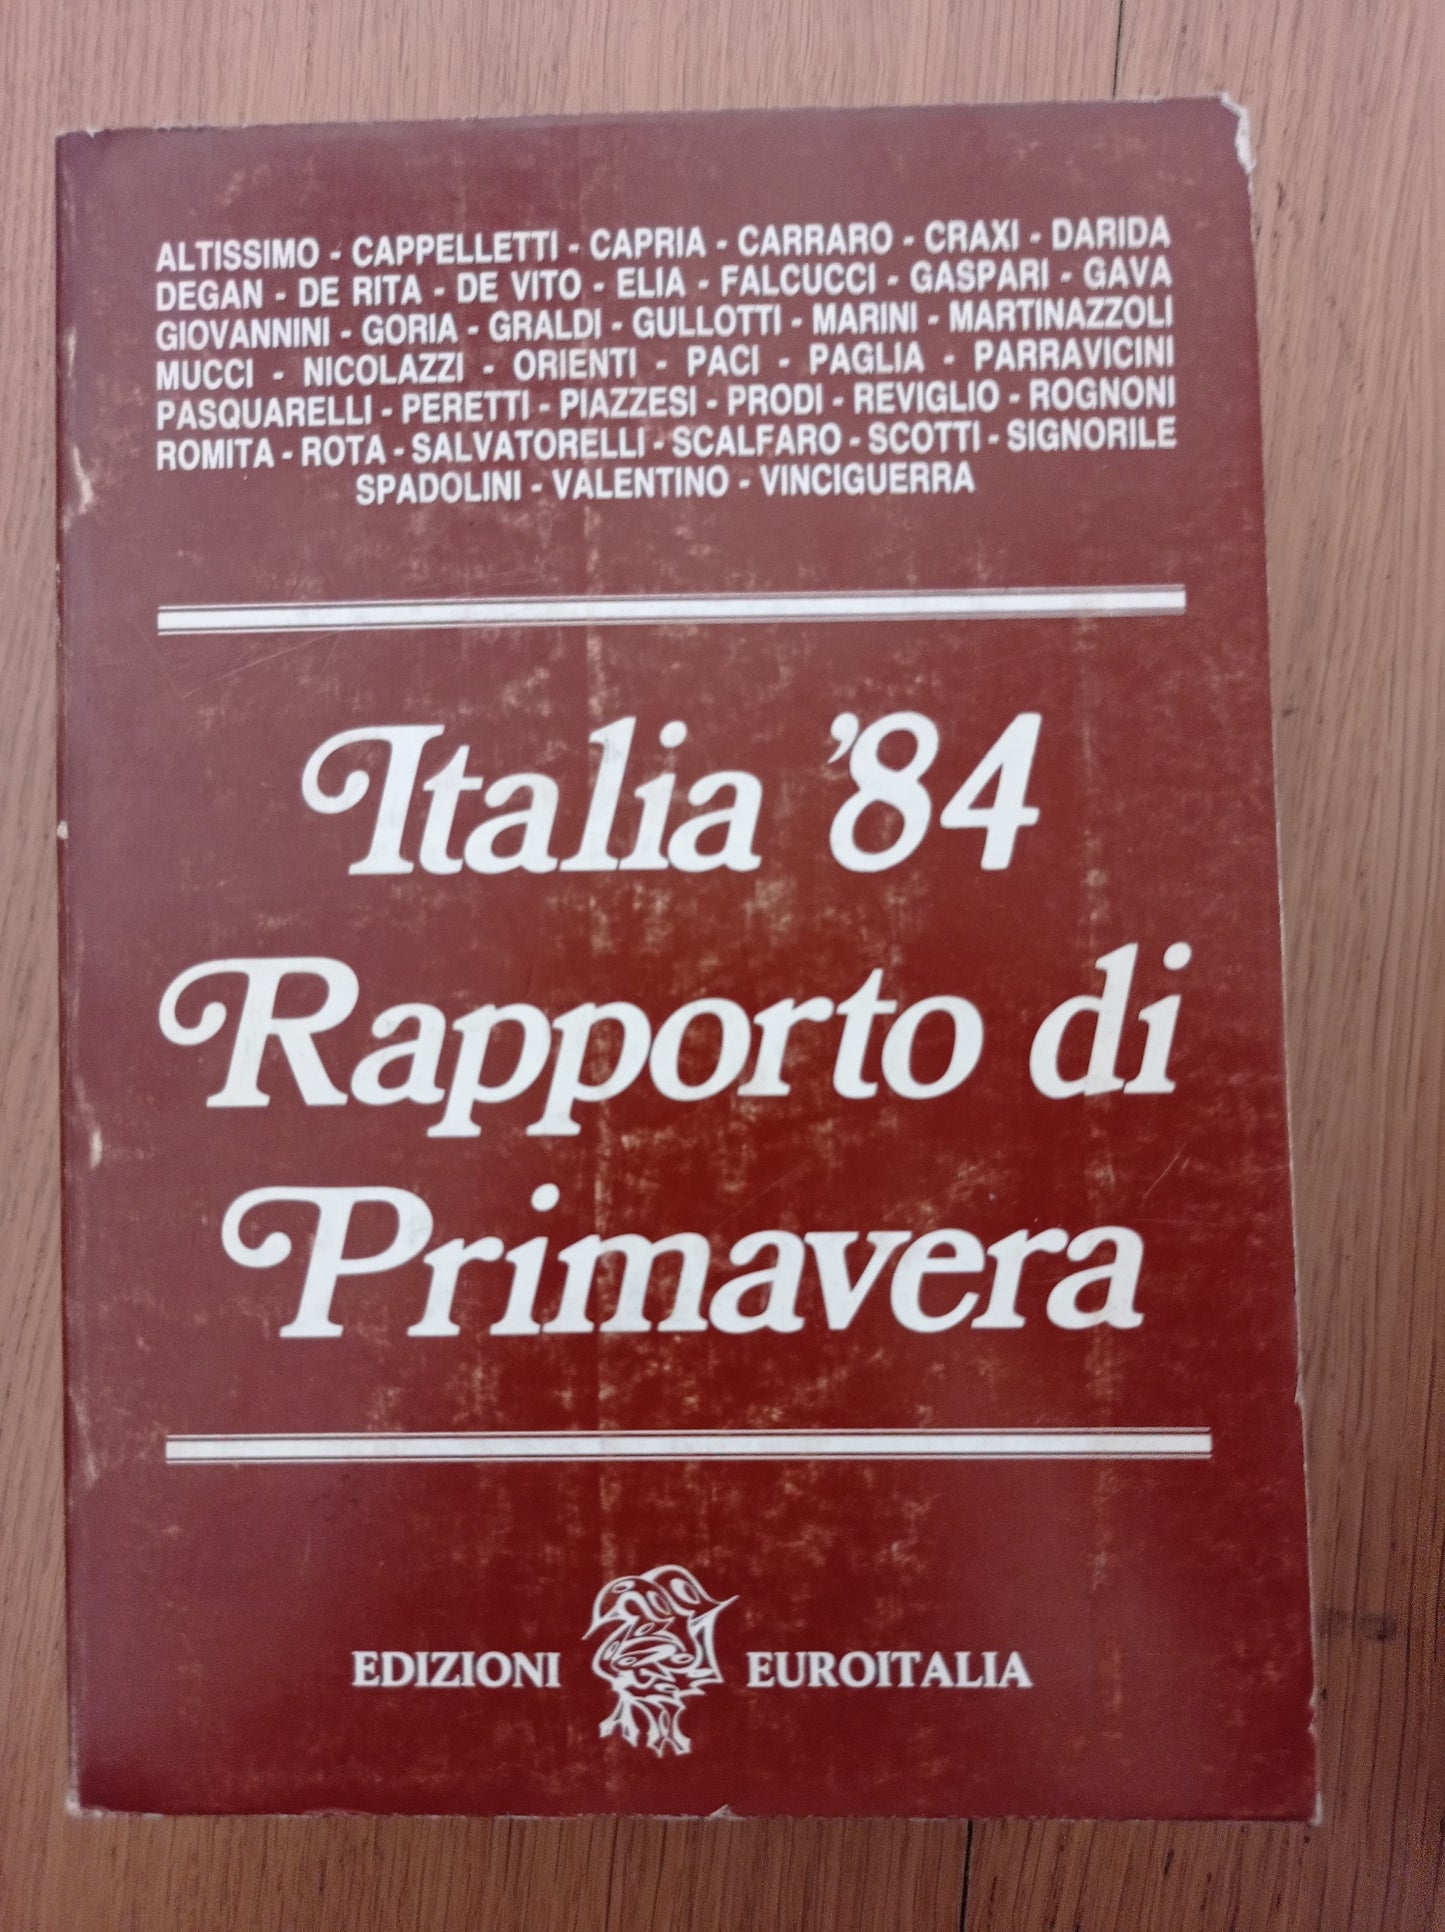 ALTISSIMO - CAPPELLETTI - CAPRIA - CARRARO - CRAXI - DARIDA
DEGAN - DE RITA - DE VITO - ELIA - FALCUCCI - GASPARI - GAVA
GIOVANNINI - GORIA - GRALDI - GULLOTTI - MARINI - MARTINAZZOLI
MUCCI - NICOLAZZI - ORIENTI - PACI - PAGLIA - PARRAVICINI
PASQUARELLI - PERETTI - PIAZZESI - PRODI - REVIGLIO - ROGNONI
ROMITA - ROTA - SALVATORELLI - SCALFARO - SCOTTI - SIGNORILE
SPADOLINI - VALENTINO - VINCIGUERRA
Italia '84
Rapporto di
Primavera
EDIZIONI EUROITALIA